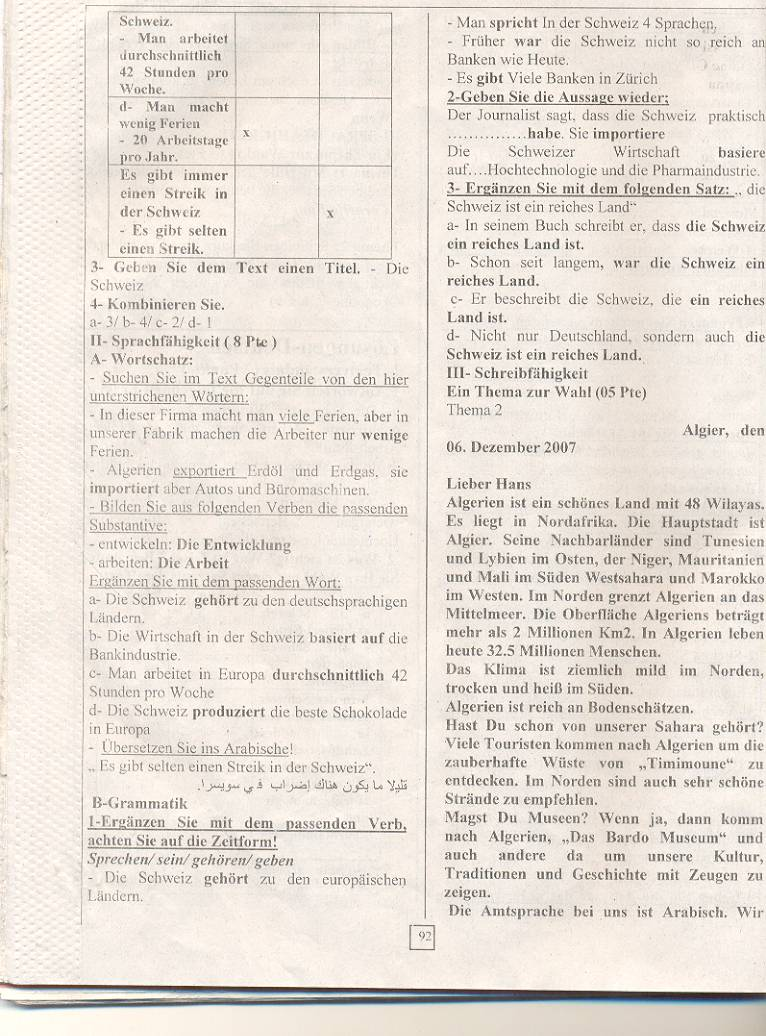 Schweiz.
- Man arbeitet
durchschnittlich
42 Stunden pro
Woche.
d- Man macht
wenig Ferien
- 20 Arbeitstage
pro Jahr.
x
Es gibt immer
einen Streik in
der Schweiz
- Es gibt selten
einen Streik.
x
3- Geben Sie dem Text einen Titel. - Die
Schweiz
4- Kombinieren Sie.
a- 3/ b- 4/ c- 2/ d- 1
II- Sprachfähigkeit ( 8 Pte )
A- Wortschatz:
- Suchen Sie im Text Gegenteile von den hier
unterstrichenen Wörtern:
- In dieser Firma macht man viele Ferien, aber in
unserer Fabrik machen die Arbeiter nur wenige
Ferien.
- Algerien exportiert Erdöl und Erdgas, sie
importiert aber Autos und Büromaschinen.
- Bilden Sie aus folgenden Verben die passenden
Substantive:
- entwickeln: Die Entwicklung
- arbeiten: Die Arbeit
Ergänzen Sie mit dem passenden Wort:
a- Die Schweiz gehört zu den deutschsprachigen
Ländern.
b- Die Wirtschaft in der Schweiz basiert auf die
Bankindustrie.
c- Man arbeitet in Europa durchschnittlich 42
Stunden pro Woche
d- Die Schweiz produziert die beste Schokolade
in Europa
- Übersetzen Sie ins Arabische!
„ Es gibt selten einen Streik in der Schweiz“.
قليلا ما يكون هناك إضراب في سويسرا.
B-Grammatik
1-Ergänzen Sie mit dem passenden Verb,
achten Sie auf die Zeitform!
Sprechen/ sein/ gehören/ geben
- Die Schweiz gehört zu den europäischen
Ländern.
- Man spricht In der Schweiz 4 Sprachen.
- Früher war die Schweiz nicht so reich an
Banken wie Heute.
- Es gibt Viele Banken in Zürich
2-Geben Sie die Aussage wieder:
Der Journalist sagt, dass die Schweiz praktisch
……………habe. Sie importiere
Die Schweizer Wirtschaft basiere
auf….Hochtechnologie und die Pharmaindustrie.
3- Ergänzen Sie mit dem folgenden Satz: „ die
Schweiz ist ein reiches Land“
a- In seinem Buch schreibt er, dass die Schweiz
ein reiches Land ist.
b- Schon seit langem, war die Schweiz ein
reiches Land.
c- Er beschreibt die Schweiz, die ein reiches
Land ist.
d- Nicht nur Deutschland, sondern auch die
Schweiz ist ein reiches Land.
III- Schreibfähigkeit
Ein Thema zur Wahl (05 Pte)
Thema 2
Algier, den
06. Dezember 2007
Lieber Hans
Algerien ist ein schönes Land mit 48 Wilayas.
Es liegt in Nordafrika. Die Hauptstadt ist
Algier. Seine Nachbarländer sind Tunesien
und Lybien im Osten, der Niger, Mauritanien
und Mali im Süden Westsahara und Marokko
im Westen. Im Norden grenzt Algerien an das
Mittelmeer. Die Oberfläche Algeriens beträgt
mehr als 2 Millionen Km2. In Algerien leben
heute 32.5 Millionen Menschen.
Das Klima ist ziemlich mild im Norden,
trocken und heiß im Süden.
Algerien ist reich an Bodenschätzen.
Hast Du schon von unserer Sahara gehört?
Viele Touristen kommen nach Algerien um die
zauberhafte Wüste von „Timimoune“ zu
entdecken. Im Norden sind auch sehr schöne
Strände zu empfehlen.
Magst Du Museen? Wenn ja, dann komm
nach Algerien, „Das Bardo Museum“ und
auch andere da um unsere Kultur,
Traditionen und Geschichte mit Zeugen zu
zeigen.
Die Amtsprache bei uns ist Arabisch. Wir
92